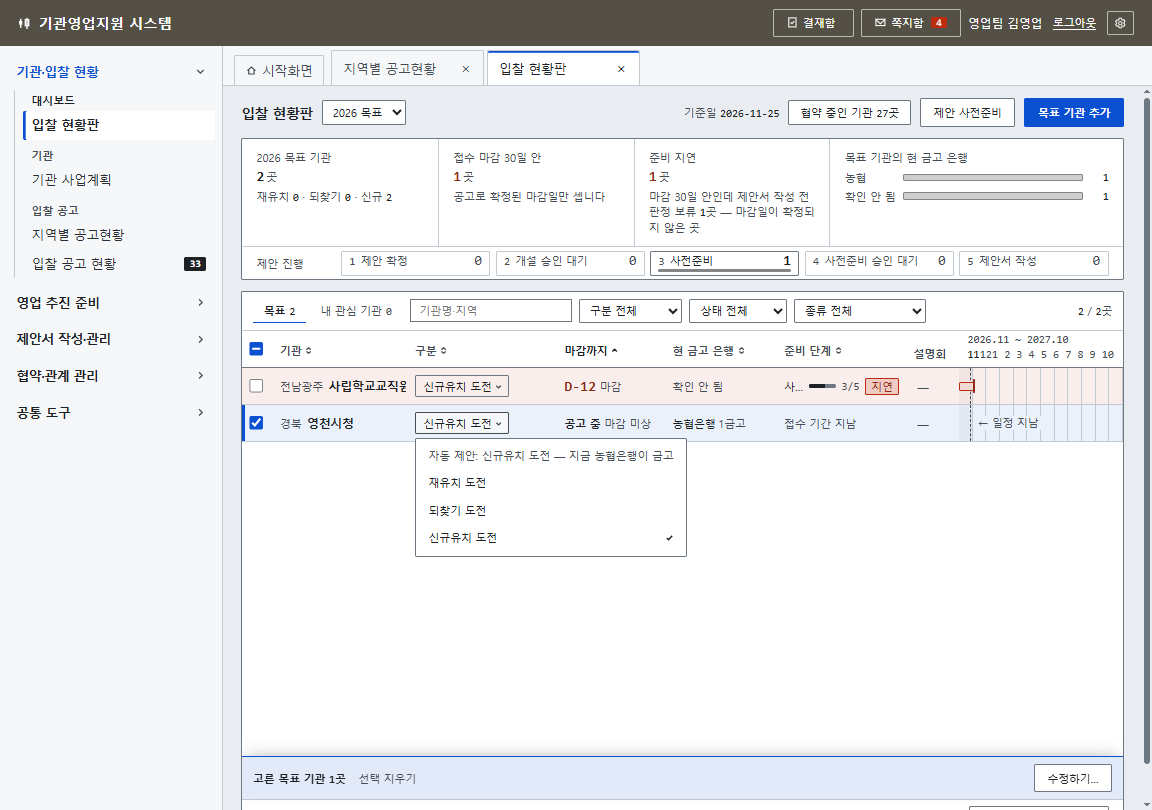 기관영업지원 시스템
결재함
쪽지함 4
영업팀 김영업 로그아웃
기관·입찰 현황
대시보드
입찰 현황판
기관
기관 사업계획
입찰 공고
지역별 공고현황
입찰 공고 현황 33
영업 추진 준비
제안서 작성·관리
협약·관계 관리
공통 도구
시작화면
지역별 공고현황 ×
입찰 현황판 ×
입찰 현황판 2026 목표
기준일 2026-11-25 협약 중인 기관 27곳 제안 사전준비 목표 기관 추가
2026 목표 기관
2 곳
재유치 0 · 되찾기 0 · 신규 2
접수 마감 30일 안
1 곳
공고로 확정된 마감일만 셉니다
준비 지연
1 곳
마감 30일 안인데 제안서 작성 전
판정 보류 1곳 — 마감일이 확정되
지 않은 곳
목표 기관의 현 금고 은행
농협 1
확인 안 됨 1
제안 진행
1 제안 확정 0
2 개설 승인 대기 0
3 사전준비 1
4 사전준비 승인 대기 0
5 제안서 작성 0
목표 2 내 관심 기관 0 기관명·지역 구분 전체 상태 전체 종류 전체 2 / 2곳
기관 구분 마감까지 현 금고 은행 준비 단계 설명회
2026.11 ~ 2027.10
11 12 1 2 3 4 5 6 7 8 9 10
전남광주 사립학교교직원 신규유치 도전 D-12 마감 확인 안 됨 사… 3/5 지연 —
경북 영천시청 신규유치 도전 공고 중 마감 미상 농협은행 1금고 접수 기간 지남 — ← 일정 지남
자동 제안: 신규유치 도전 — 지금 농협은행이 금고
재유치 도전
되찾기 도전
신규유치 도전 ✓
고른 목표 기관 1곳 선택 지우기 수정하기...